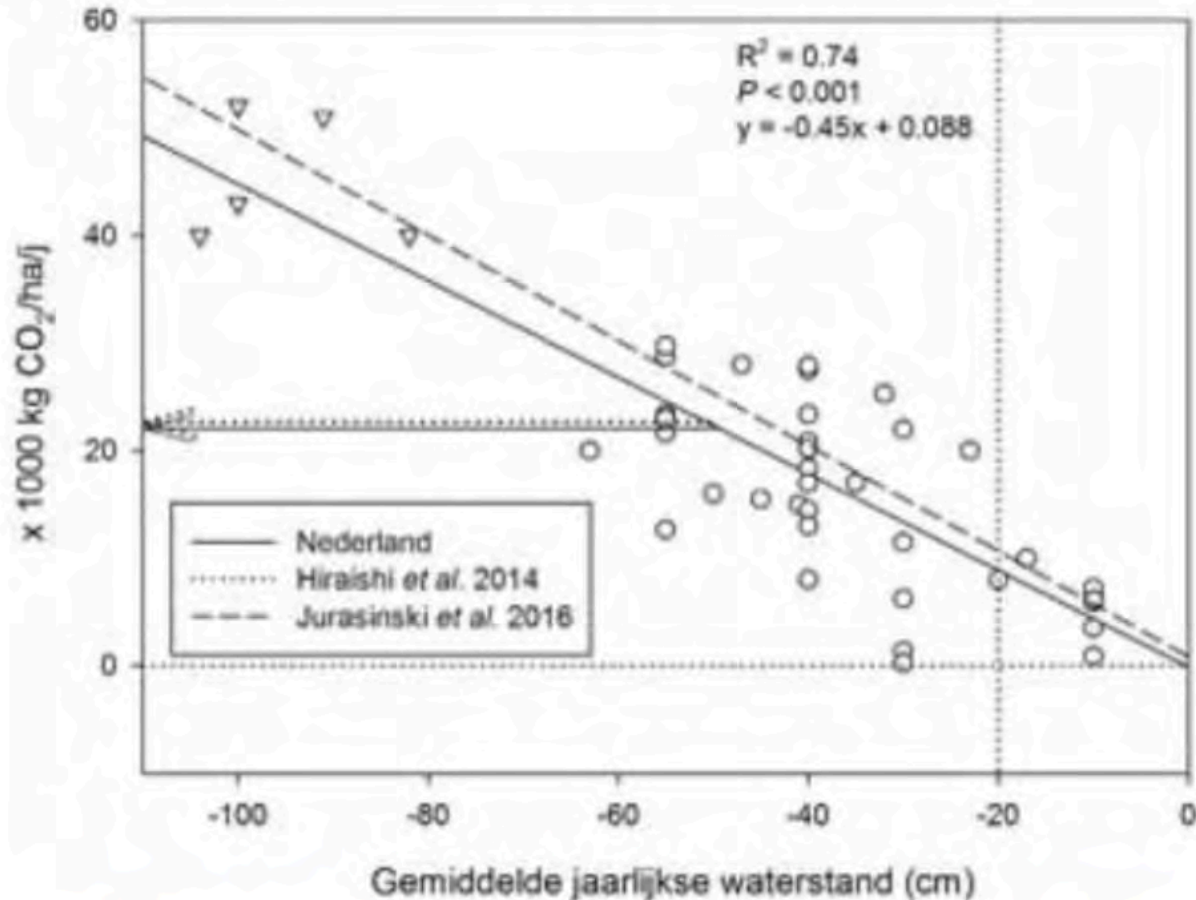 60
R² = 0.74
P < 0.001
y = -0.45x + 0.088
40
x 1000 kg CO₂/ha/j
20
Nederland
Hiraishi et al. 2014
Jurasinski et al. 2016
0
-100 -80 -60 -40 -20 0
Gemiddelde jaarlijkse waterstand (cm)